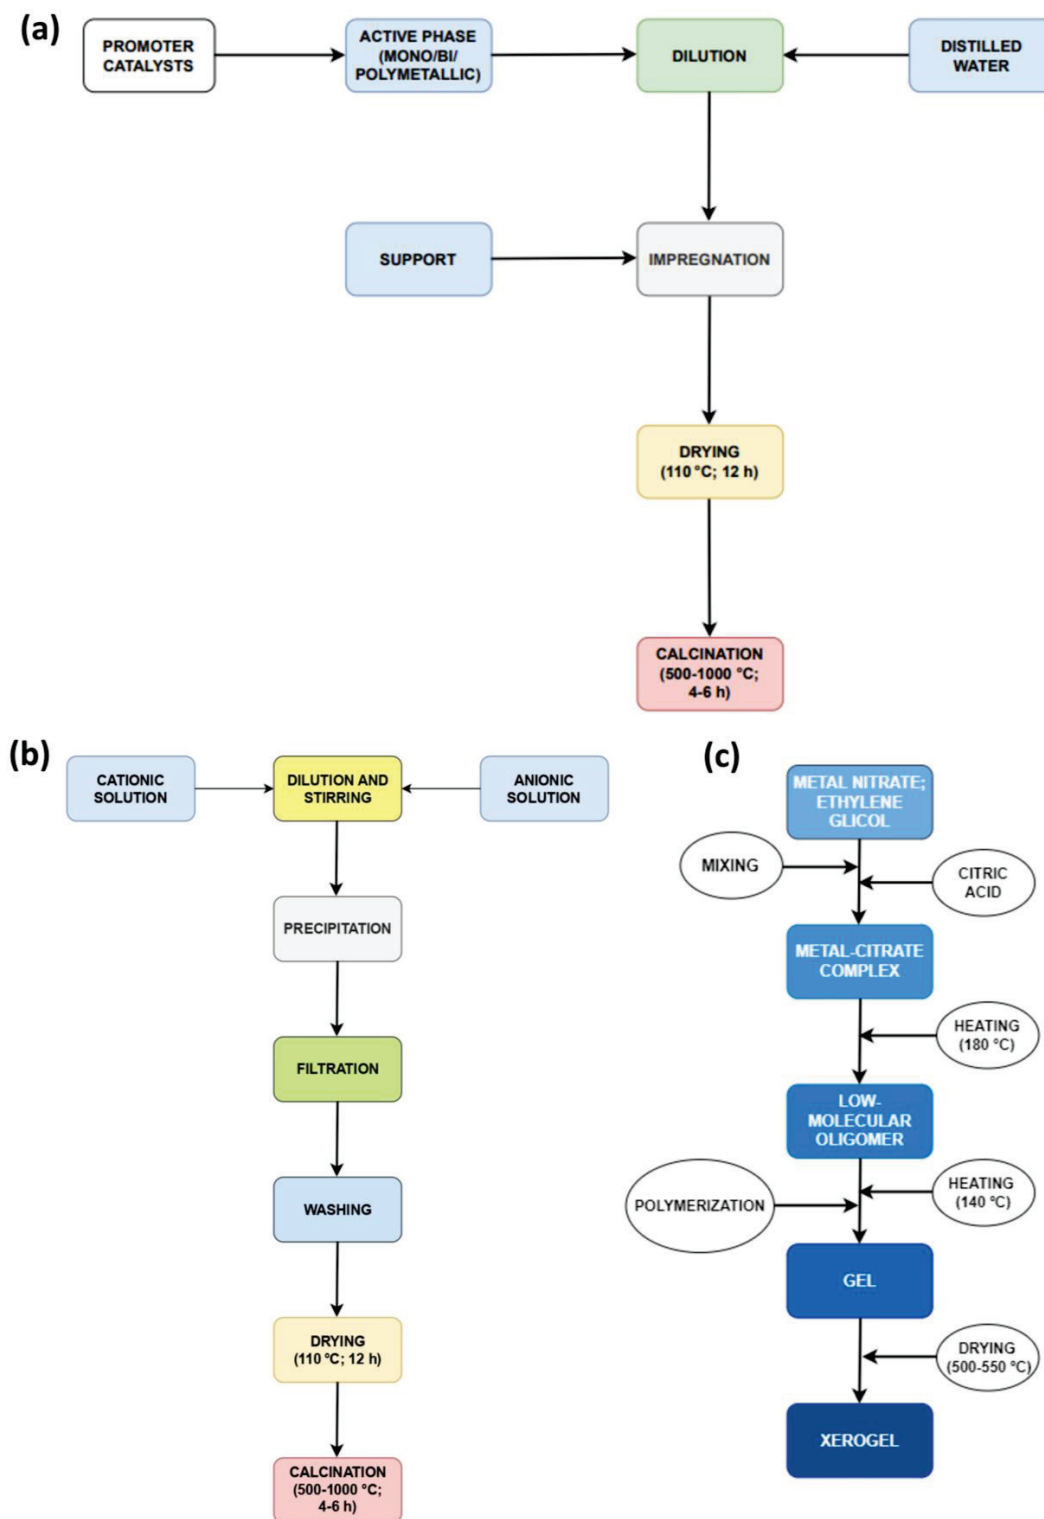 (a)
PROMOTER
CATALYSTS
ACTIVE PHASE
(MONO/BI/
POLYMETALLIC)
DILUTION
DISTILLED
WATER
SUPPORT
IMPREGNATION
DRYING
(110 °C; 12 h)
CALCINATION
(500-1000 °C;
4-6 h)
(b)
CATIONIC
SOLUTION
DILUTION AND
STIRRING
ANIONIC
SOLUTION
PRECIPITATION
FILTRATION
WASHING
DRYING
(110 ºC; 12 h)
CALCINATION
(500-1000 °C;
4-6 h)
(c)
METAL NITRATE;
ETHYLENE
GLICOL
MIXING
CITRIC
ACID
METAL-CITRATE
COMPLEX
HEATING
(180 °C)
LOW-
MOLECULAR
OLIGOMER
POLYMERIZATION
HEATING
(140 ºC)
GEL
DRYING
(500-550 °C)
XEROGEL